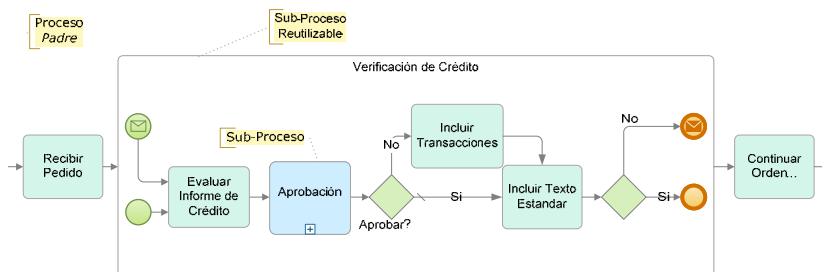 Proceso
Padre
Sub-Proceso
Reutilizable
Verificación de Crédito
Recibir
Pedido
Evaluar
Informe de
Crédito
Sub-Proceso
Aprobación
No
Aprobar?
Si
Incluir
Transacciones
Incluir Texto
Estandar
No
Si
Continuar
Orden...